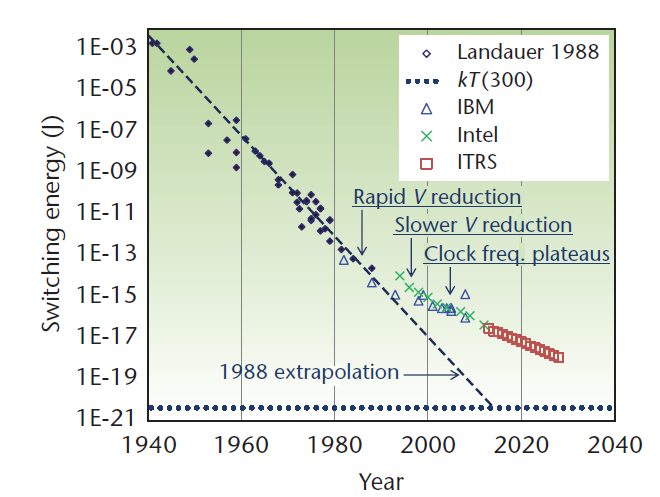 1E-03
1E-05
1E-07
1E-09
1E-11
1E-13
1E-15
1E-17
1E-19
1E-21
Switching energy (J)
Landauer 1988
kT(300)
IBM
Intel
ITRS
Rapid V reduction
Slower V reduction
Clock freq. plateaus
1988 extrapolation
1940 1960 1980 2000 2020 2040
Year